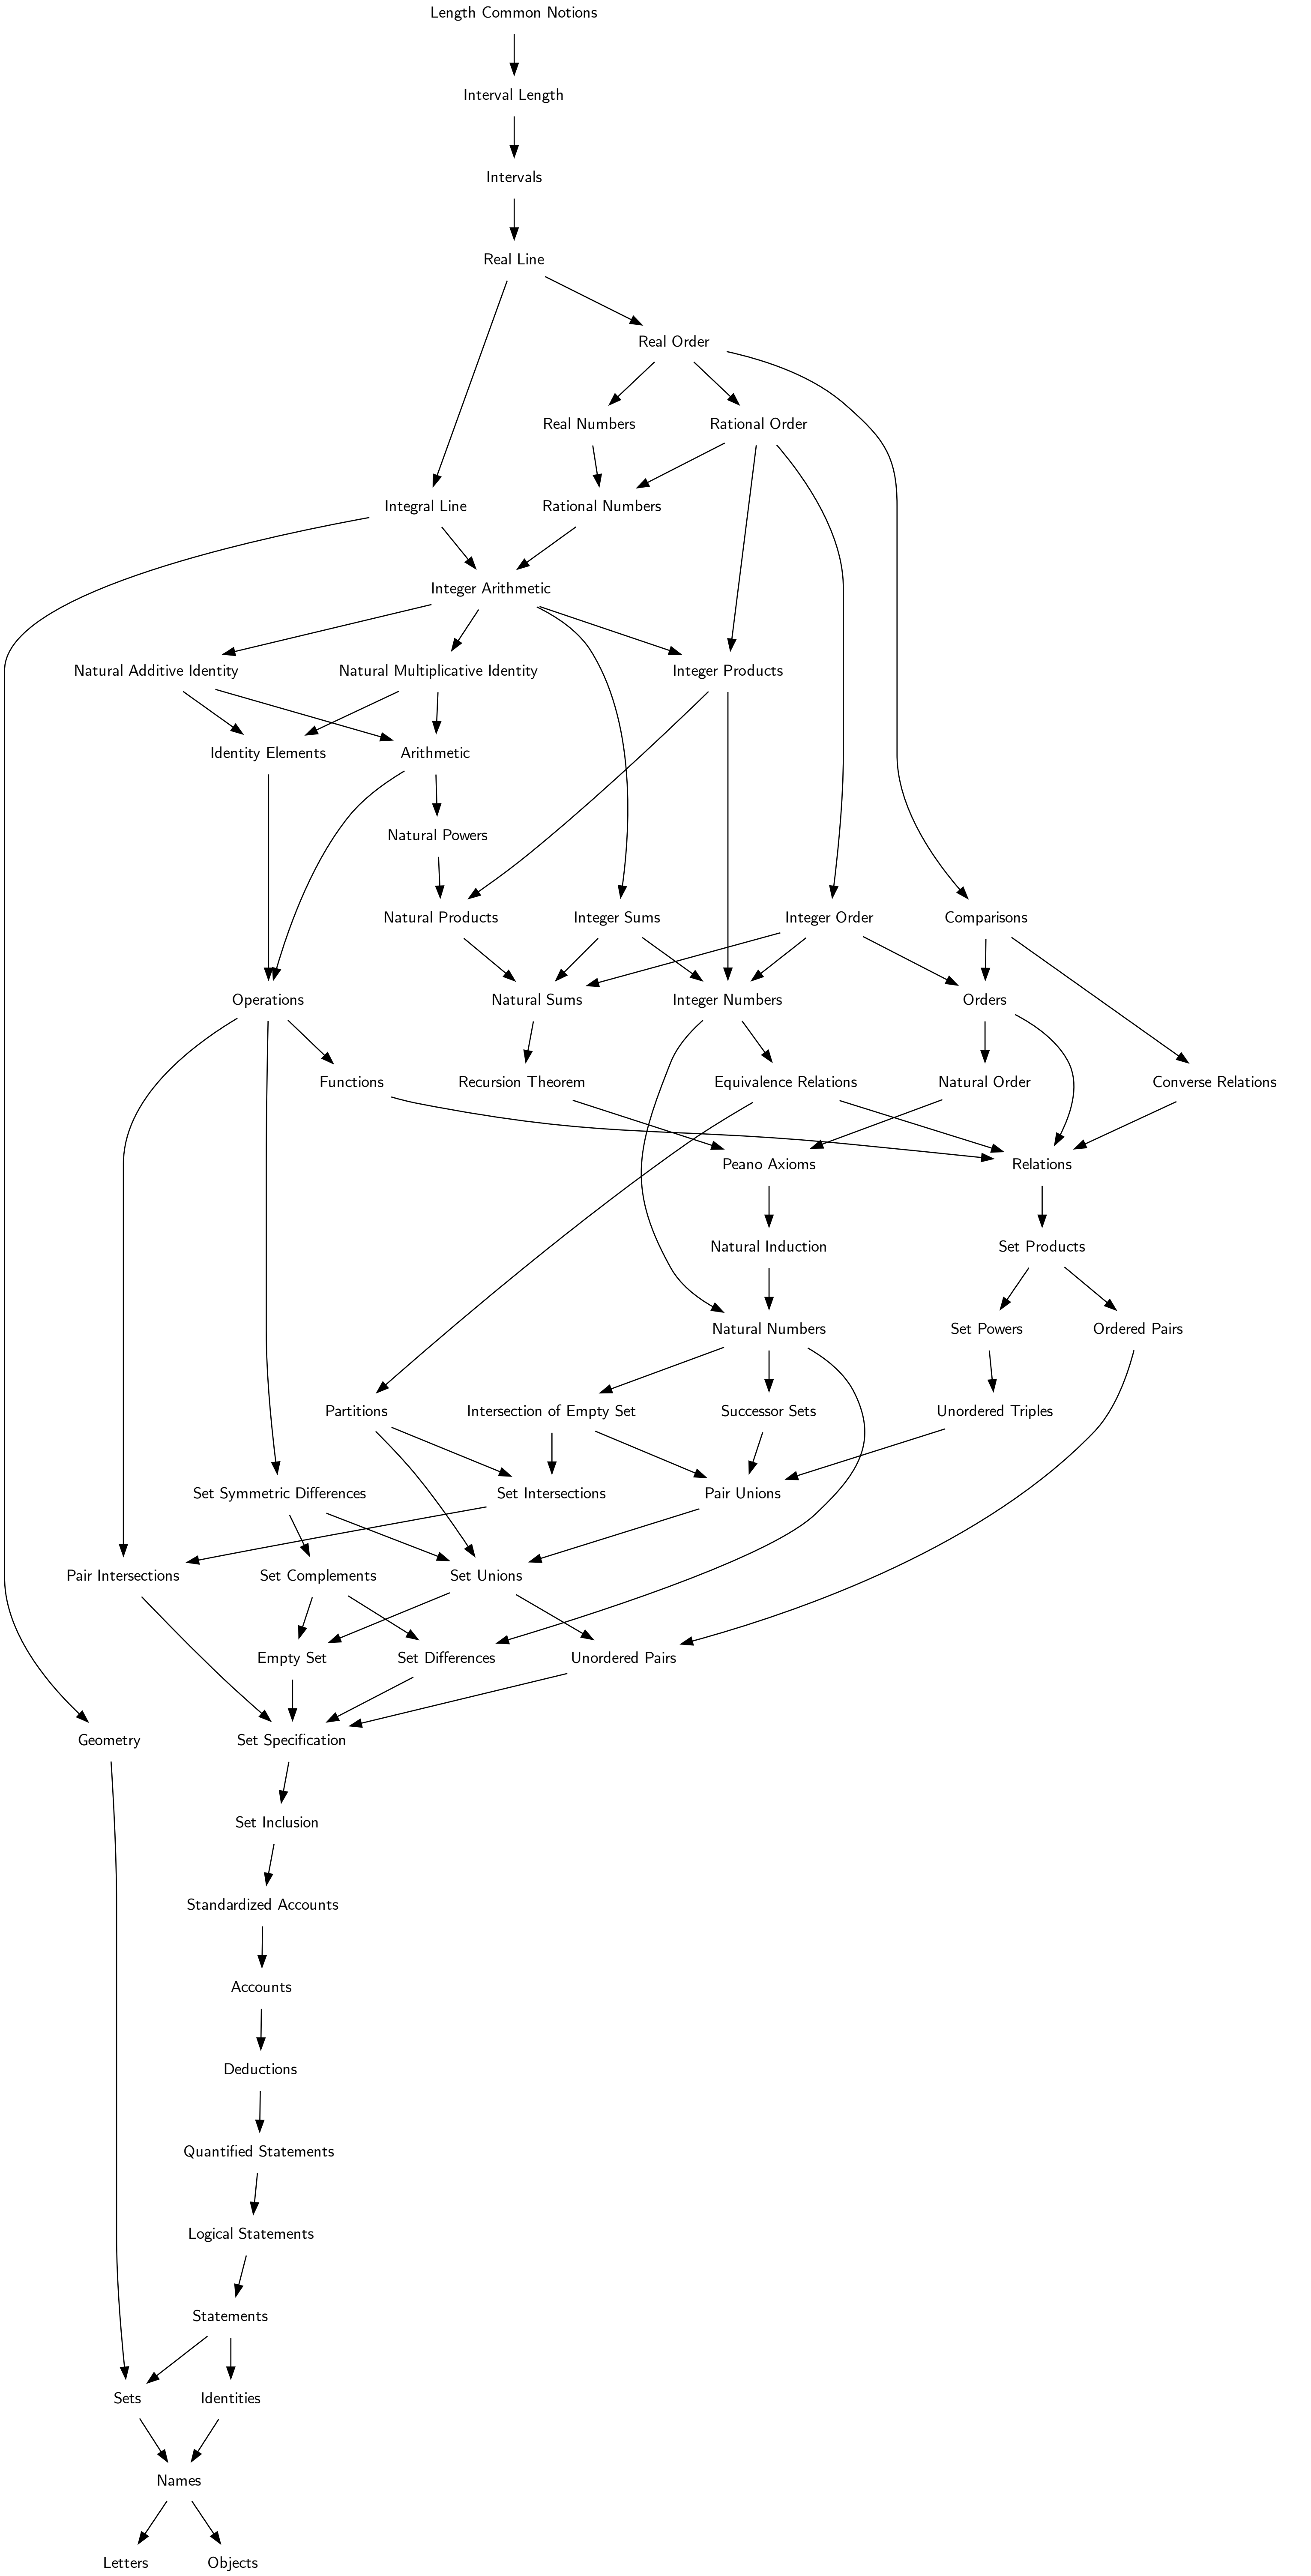 Length Common Notions
Interval Length
Intervals
Real Line
Real Order
Real Numbers
Rational Order
Integral Line
Rational Numbers
Integer Arithmetic
Natural Additive Identity
Natural Multiplicative Identity
Integer Products
Identity Elements
Arithmetic
Natural Powers
Natural Products
Integer Sums
Integer Order
Comparisons
Operations
Natural Sums
Integer Numbers
Orders
Functions
Recursion Theorem
Equivalence Relations
Natural Order
Converse Relations
Peano Axioms
Relations
Natural Induction
Set Products
Natural Numbers
Set Powers
Ordered Pairs
Partitions
Intersection of Empty Set
Successor Sets
Unordered Triples
Set Symmetric Differences
Set Intersections
Pair Unions
Pair Intersections
Set Complements
Set Unions
Empty Set
Set Differences
Unordered Pairs
Geometry
Set Specification
Set Inclusion
Standardized Accounts
Accounts
Deductions
Quantified Statements
Logical Statements
Statements
Sets
Identities
Names
Letters
Objects